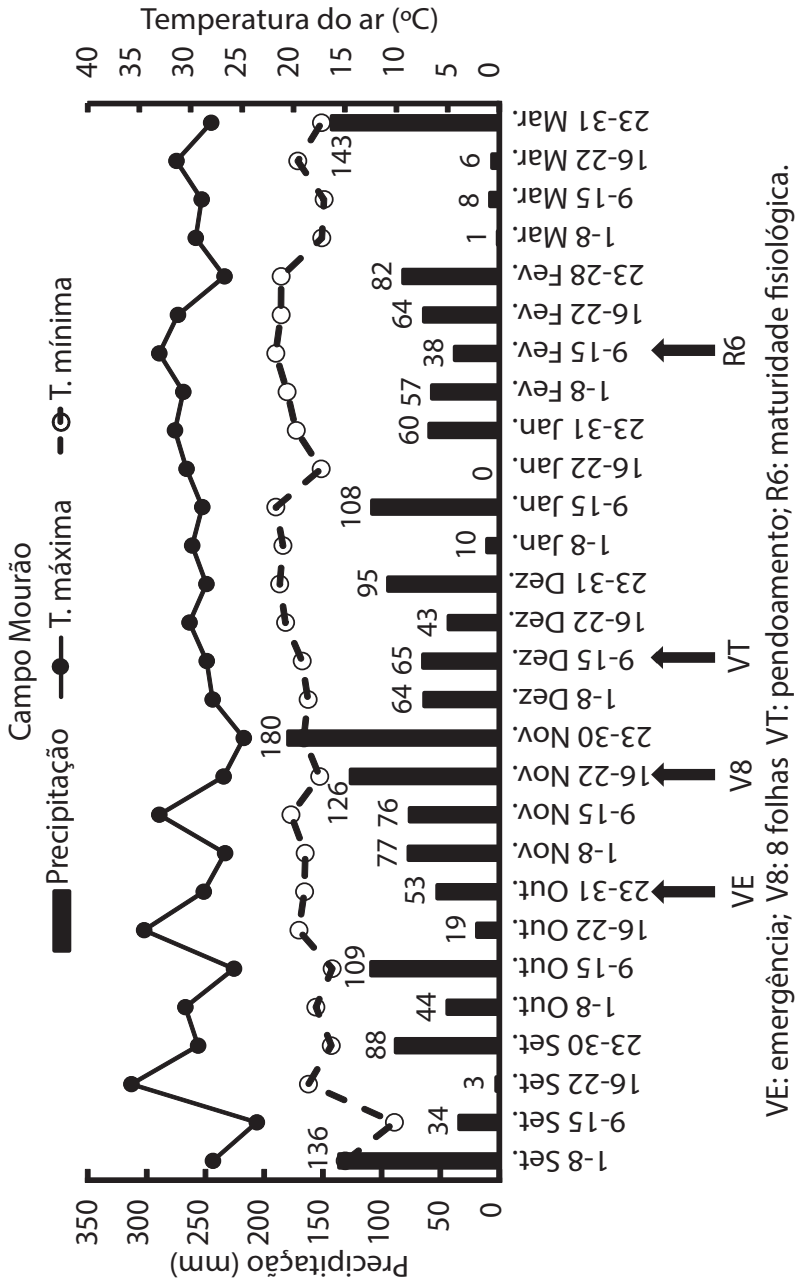 Campo Mourão
Precipitação T. máxima T. mínima
Precipitação (mm)
350
300
250
200
150
100
50
0
Temperatura do ar (ºC)
40
35
30
25
20
15
10
5
0
136
34
3
88
44
109
19
53
77
76
126
180
64
65
43
95
10
108
0
60
57
38
64
82
1
8
6
143
1-8 Set.
9-15 Set.
16-22 Set.
23-30 Set.
1-8 Out.
9-15 Out.
16-22 Out.
23-31 Out.
1-8 Nov.
9-15 Nov.
16-22 Nov.
23-30 Nov.
1-8 Dez.
9-15 Dez.
16-22 Dez.
23-31 Dez.
1-8 Jan.
9-15 Jan.
16-22 Jan.
23-31 Jan.
1-8 Fev.
9-15 Fev.
16-22 Fev.
23-28 Fev.
1-8 Mar.
9-15 Mar.
16-22 Mar.
23-31 Mar.
VE V8 VT R6
VE: emergência; V8: 8 folhas VT: pendoamento; R6: maturidade fisiológica.